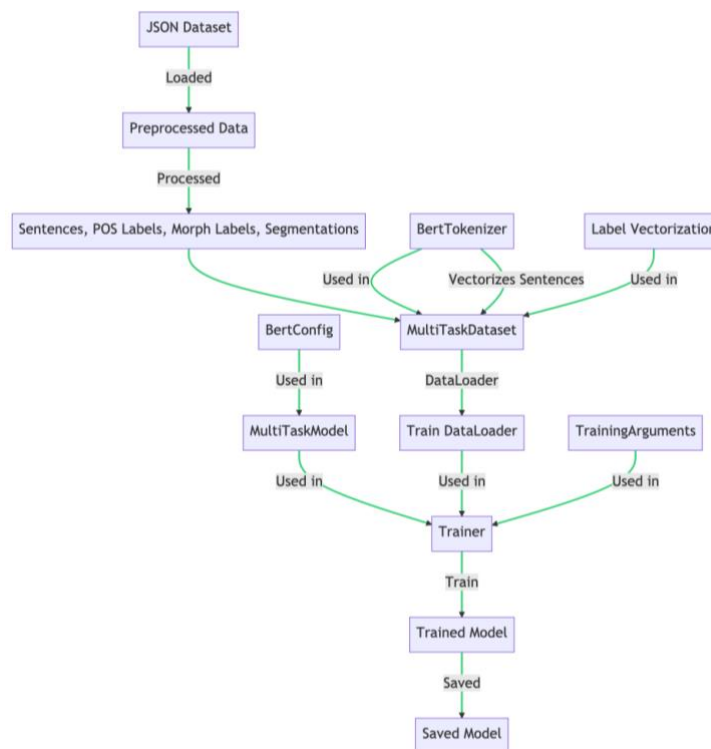 JSON Dataset
Loaded
Preprocessed Data
Processed
Sentences, POS Labels, Morph Labels, Segmentations
BertTokenizer
Label Vectorization
Used in
Vectorizes Sentences
Used in
BertConfig
MultiTaskDataset
Used in
DataLoader
MultiTaskModel
Train DataLoader
TrainingArguments
Used in
Used in
Used in
Trainer
Train
Trained Model
Saved
Saved Model